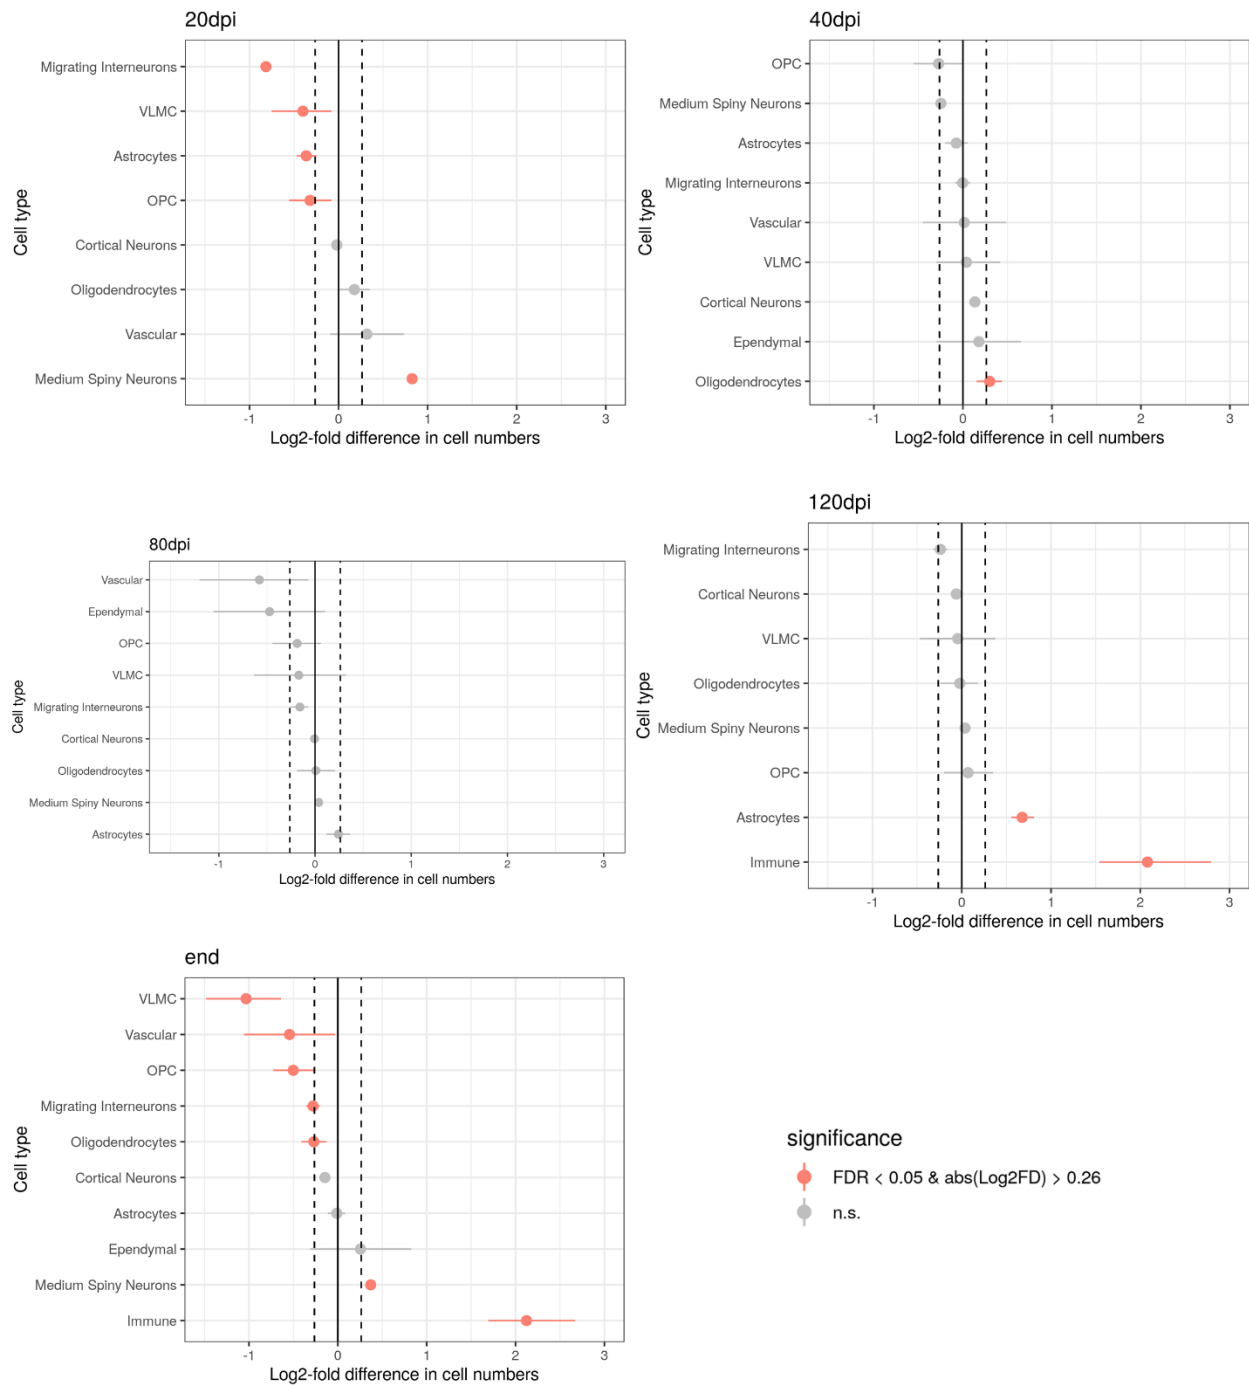 20dpi
Cell type
Migrating Interneurons
VLMC
Astrocytes
OPC
Cortical Neurons
Oligodendrocytes
Vascular
Medium Spiny Neurons
-1 0 1 2 3
Log2-fold difference in cell numbers
40dpi
Cell type
OPC
Medium Spiny Neurons
Astrocytes
Migrating Interneurons
Vascular
VLMC
Cortical Neurons
Ependymal
Oligodendrocytes
-1 0 1 2 3
Log2-fold difference in cell numbers
80dpi
Cell type
Vascular
Ependymal
OPC
VLMC
Migrating Interneurons
Cortical Neurons
Oligodendrocytes
Medium Spiny Neurons
Astrocytes
-1 0 1 2 3
Log2-fold difference in cell numbers
120dpi
Cell type
Migrating Interneurons
Cortical Neurons
VLMC
Oligodendrocytes
Medium Spiny Neurons
OPC
Astrocytes
Immune
-1 0 1 2 3
Log2-fold difference in cell numbers
end
Cell type
VLMC
Vascular
OPC
Migrating Interneurons
Oligodendrocytes
Cortical Neurons
Astrocytes
Ependymal
Medium Spiny Neurons
Immune
-1 0 1 2 3
Log2-fold difference in cell numbers
significance
FDR < 0.05 & abs(Log2FD) > 0.26
n.s.